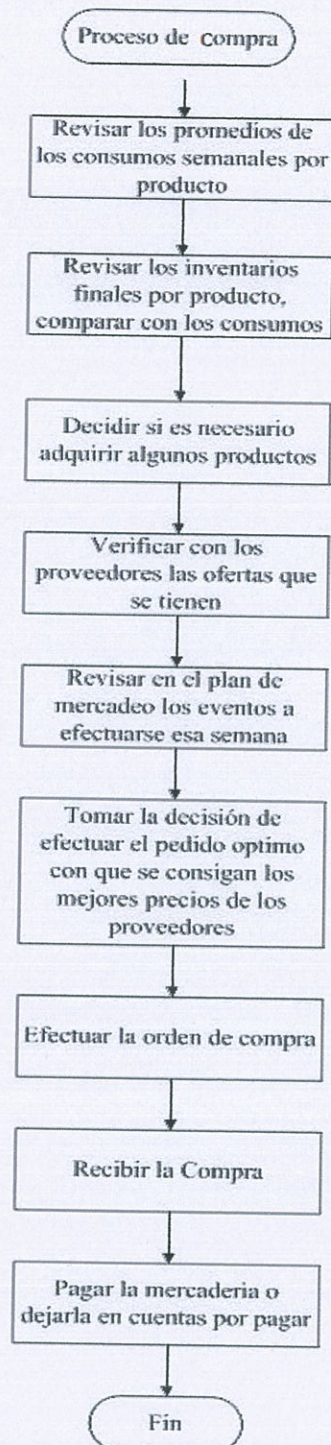 Proceso de Compra
Revisar los promedios de
los consumos semanales por
producto
Revisar los inventarios
finales por producto,
comparar con los consumos
Decidir si es necesario
adquirir algunos productos
Verificar con los
proveedores las ofertas que
se tienen
Revisar en el plan de
mercadeo los eventos a
efectuarse esa semana
Tomar la decisión de
efectuar el pedido optimo
con que se consigan los
mejores precios de los
proveedores
Efectuar la orden de compra
Recibir la Compra
Pagar la mercaderia o
dejarla en cuentas por pagar
Fin